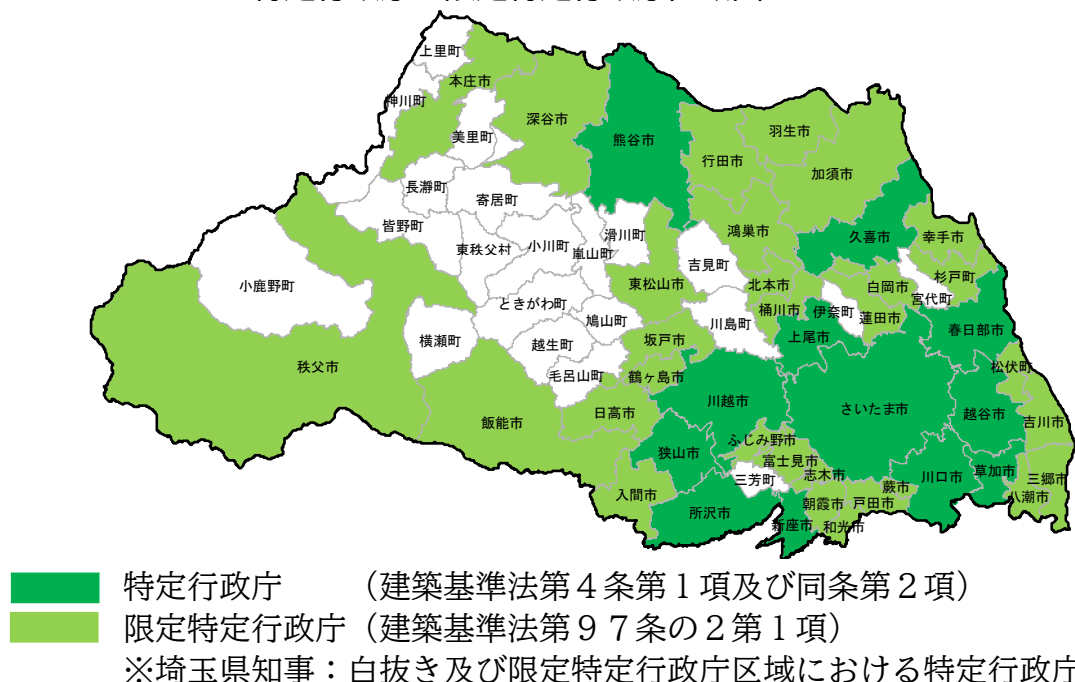 上里町
本庄市
神川町
美里町
深谷市
熊谷市
行田市
羽生市
加須市
長瀞町
寄居町
皆野町
東秩父村
小川町
嵐山町
滑川町
吉見町
鴻巣市
久喜市
幸手市
小鹿野町
ときがわ町
東松山市
北本市
白岡市
杉戸町
宮代町
桶川市
伊奈町
蓮田市
横瀬町
鳩山町
川島町
上尾市
春日部市
越生町
坂戸市
秩父市
毛呂山町
鶴ヶ島市
松伏町
川越市
さいたま市
越谷市
吉川市
飯能市
日高市
ふじみ野市
狭山市
富士見市
三芳町
志木市
川口市
草加市
三郷市
入間市
蕨市
八潮市
所沢市
朝霞市
戸田市
新座市
和光市
特定行政庁 (建築基準法第4条第1項及び同条第2項)
限定特定行政庁(建築基準法第97条の2第1項)
※埼玉県知事:白抜き及び限定特定行政庁区域における特定行政庁